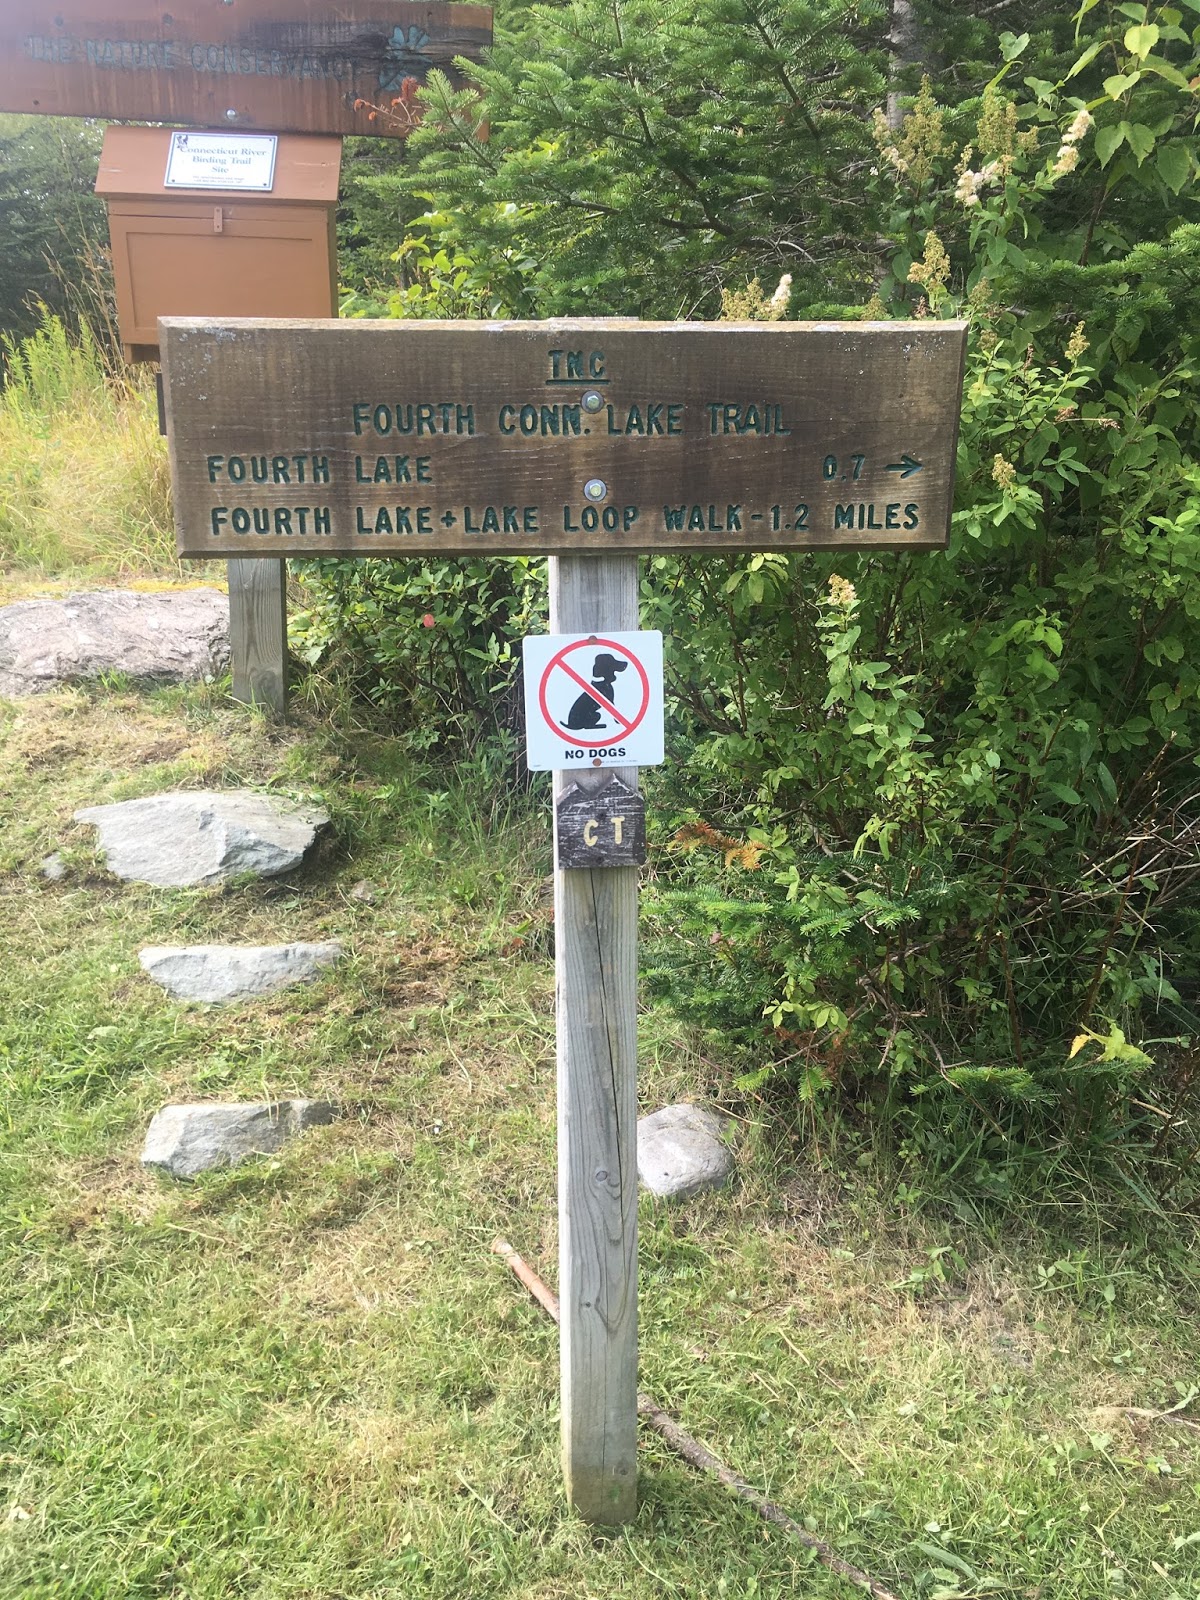 THE NATURE CONSERVANCY
Connecticut River
Birding Trail
Site
TNC
FOURTH CONN. LAKE TRAIL
FOURTH LAKE 0.7 →
FOURTH LAKE + LAKE LOOP WALK - 1.2 MILES
NO DOGS
CT